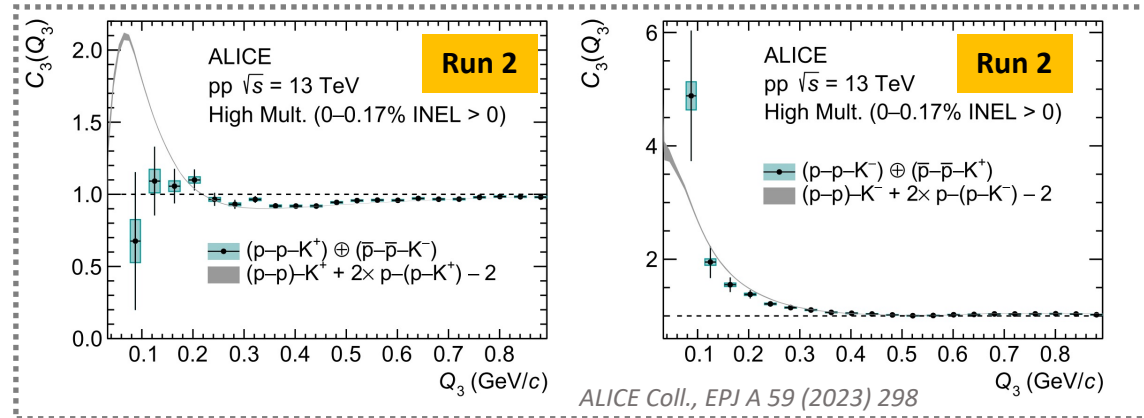 C₃(Q₃)
2.0
1.5
1.0
0.5
0.0
ALICE
pp √s = 13 TeV
High Mult. (0–0.17% INEL > 0)
Run 2
(p–p–K⁺) ⊕ (p̅–p̅–K⁻)
(p–p)–K⁺ + 2× p–(p–K⁺) – 2
0.1 0.2 0.3 0.4 0.5 0.6 0.7 0.8
Q₃ (GeV/c)
C₃(Q₃)
6
4
2
ALICE
pp √s = 13 TeV
High Mult. (0–0.17% INEL > 0)
Run 2
(p–p–K⁻) ⊕ (p̅–p̅–K⁺)
(p–p)–K⁻ + 2× p–(p–K⁻) – 2
0.1 0.2 0.3 0.4 0.5 0.6 0.7 0.8
Q₃ (GeV/c)
ALICE Coll., EPJ A 59 (2023) 298